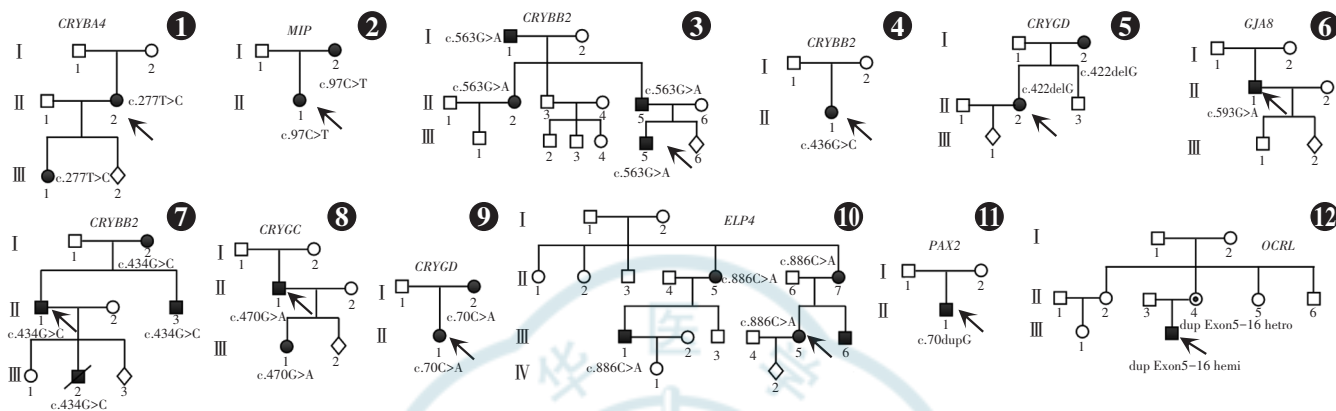 CRYBA4 1
I 1 2
II 1 2 c.277T>C
III 1 c.277T>C 2
MIP 2
I 1 2 c.97C>T
II 1 c.97C>T
CRYBB2 3
I c.563G>A 1 2
II 1 c.563G>A 2 3 4 5 c.563G>A 6
III 1 2 3 4 5 6
c.563G>A
CRYBB2 4
I 1 2
II 1
c.436G>C
CRYGD 5
I 1 2 c.422delG
II 1 2 c.422delG 3
III 1
GJA8 6
I 1 2
II 1 2
c.593G>A
III 1 2
CRYBB2 7
I 1 2
c.434G>C
II 1 2 3
c.434G>C c.434G>C
III 1 2 3
c.434G>C
CRYGC 8
I 1 2
II 1 2
c.470G>A
III 1 2
c.470G>A
CRYGD 9
I 1 2
c.70C>A
II 1
c.70C>A
ELP4 10
I 1 2
II 1 2 3 4 5 c.886C>A 6 7
III 1 2 3 4 c.886C>A 5 6
c.886C>A
IV 1 2
PAX2 11
I 1 2
II 1
c.70dupG
OCRL 12
I 1 2
II 1 2 3 4 5 6
dup Exon5-16 hetro
III 1
dup Exon5-16 hemi
华医学